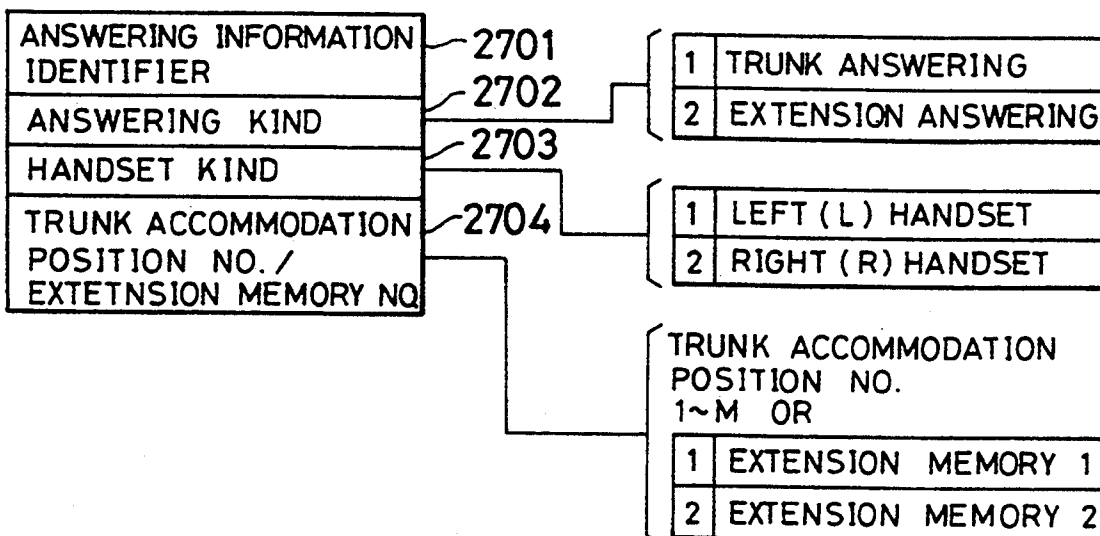 ANSWERING INFORMATION
IDENTIFIER
2701
ANSWERING KIND
2702
HANDSET KIND
2703
TRUNK ACCOMMODATION
POSITION NO./
EXTETNSION MEMORY NO.
2704
1 TRUNK ANSWERING
2 EXTENSION ANSWERING
1 LEFT (L) HANDSET
2 RIGHT (R) HANDSET
TRUNK ACCOMMODATION
POSITION NO.
1~M OR
1 EXTENSION MEMORY 1
2 EXTENSION MEMORY 2